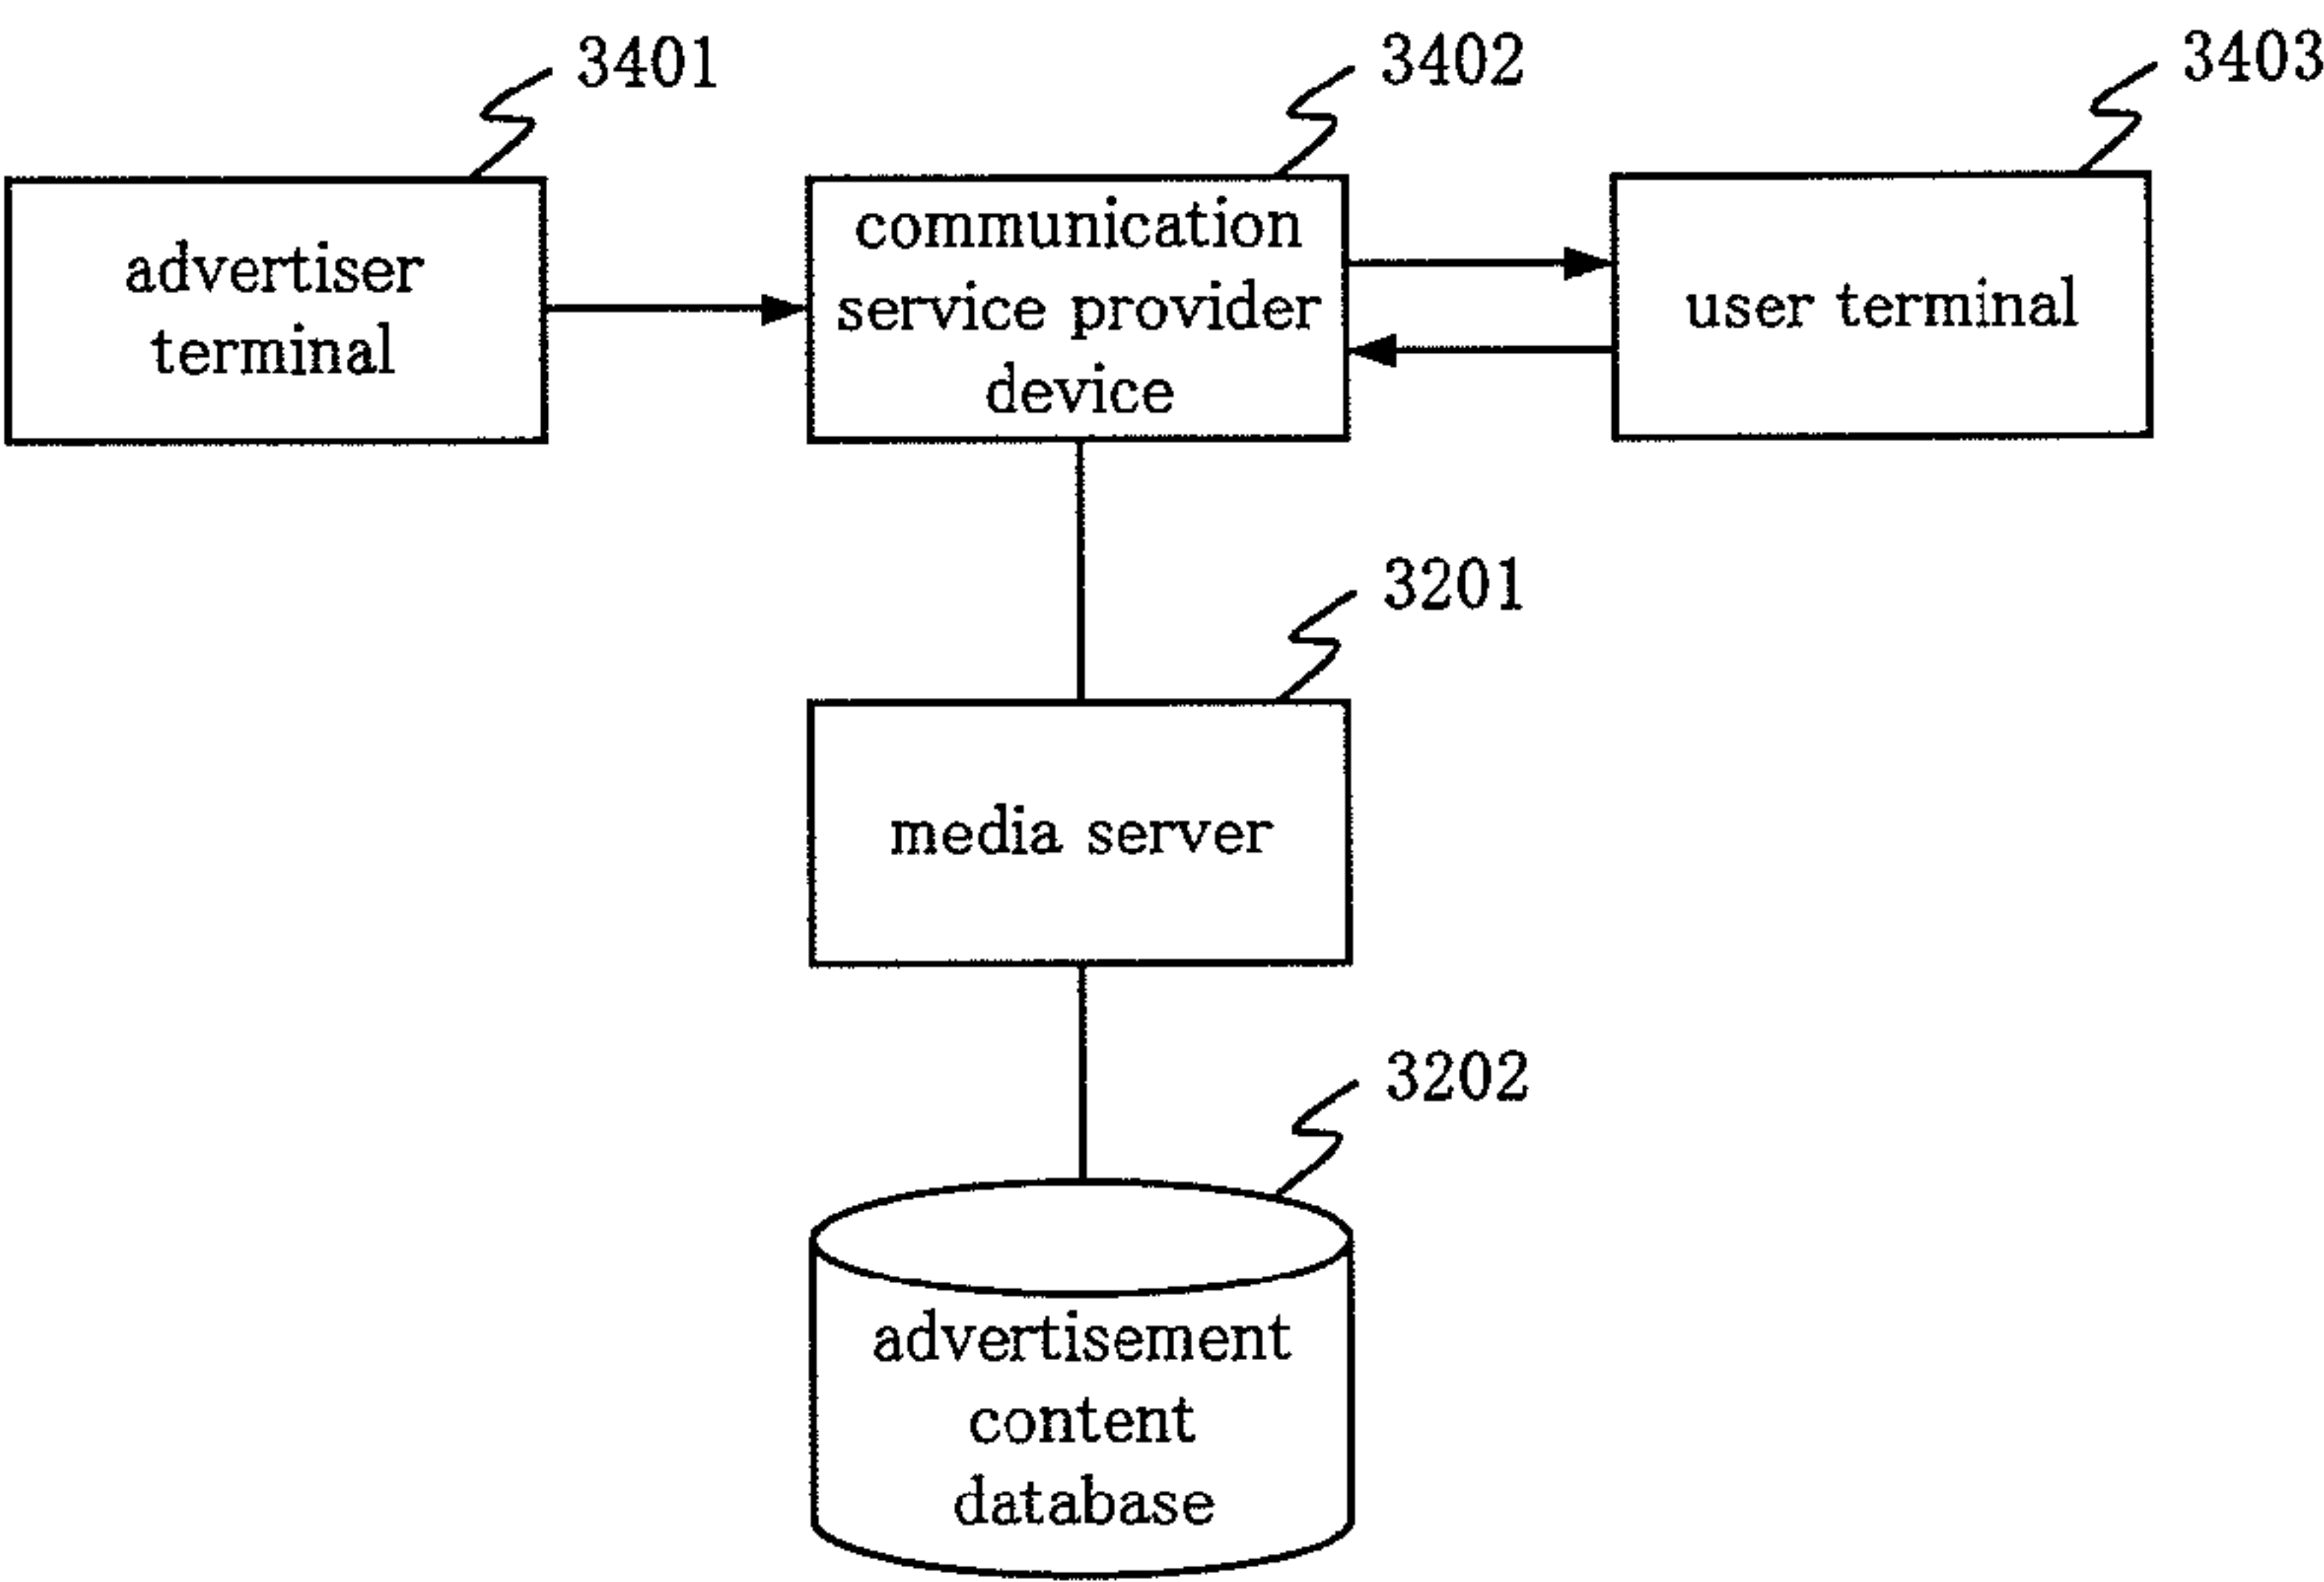 3401
3402
3403
advertiser
terminal
communication
service provider
device
user terminal
3201
media server
3202
advertisement
content
database